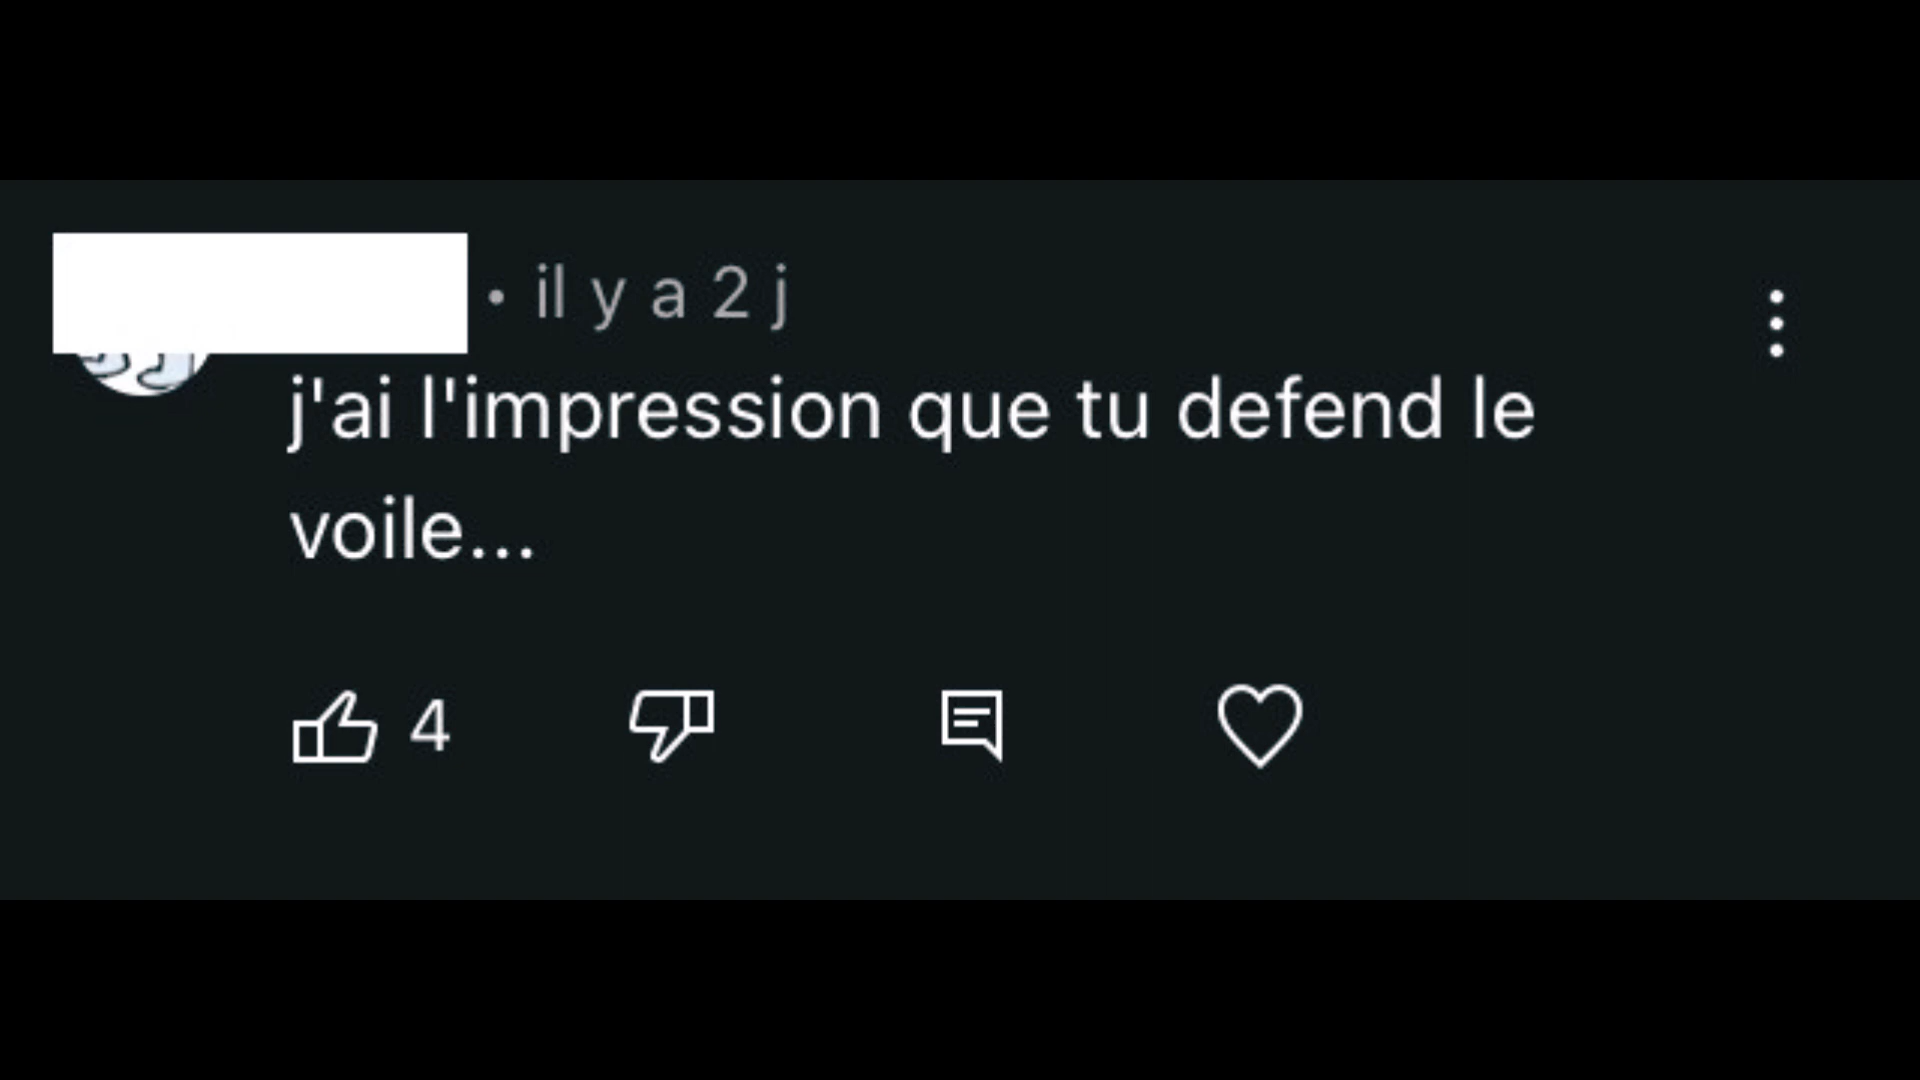 • il y a 2 j
j'ai l'impression que tu defend le
voile...
4